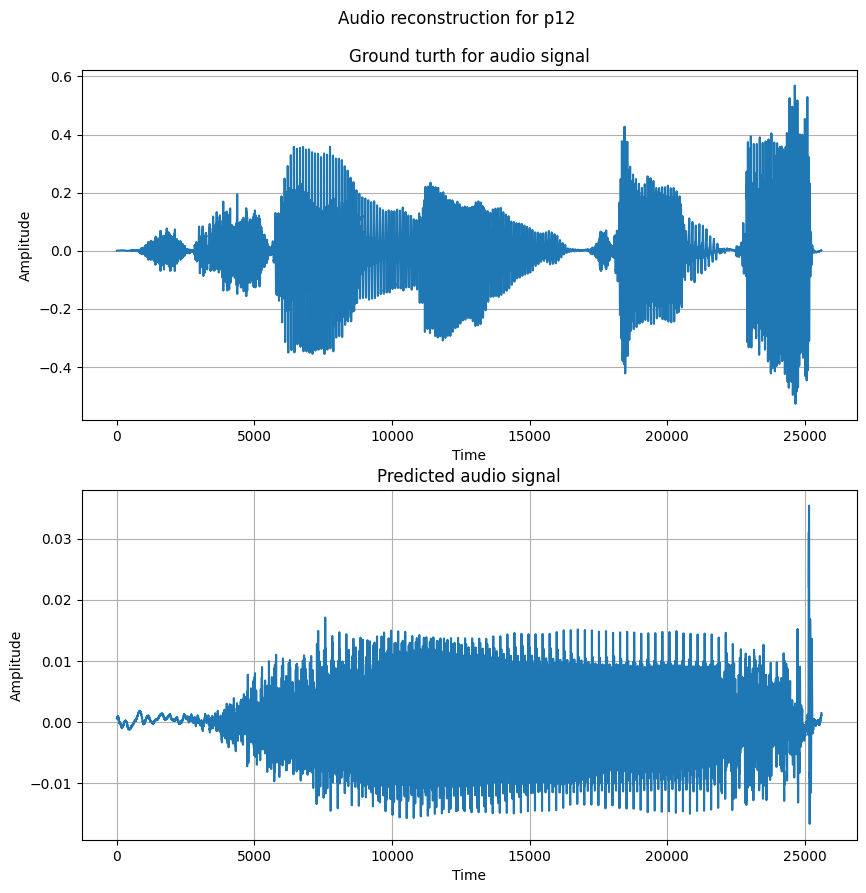 Audio reconstruction for p12
Ground turth for audio signal
0.6
0.4
0.2
0.0
−0.2
−0.4
Amplitude
0 5000 10000 15000 20000 25000
Time
Predicted audio signal
0.03
0.02
0.01
0.00
−0.01
Amplitude
0 5000 10000 15000 20000 25000
Time